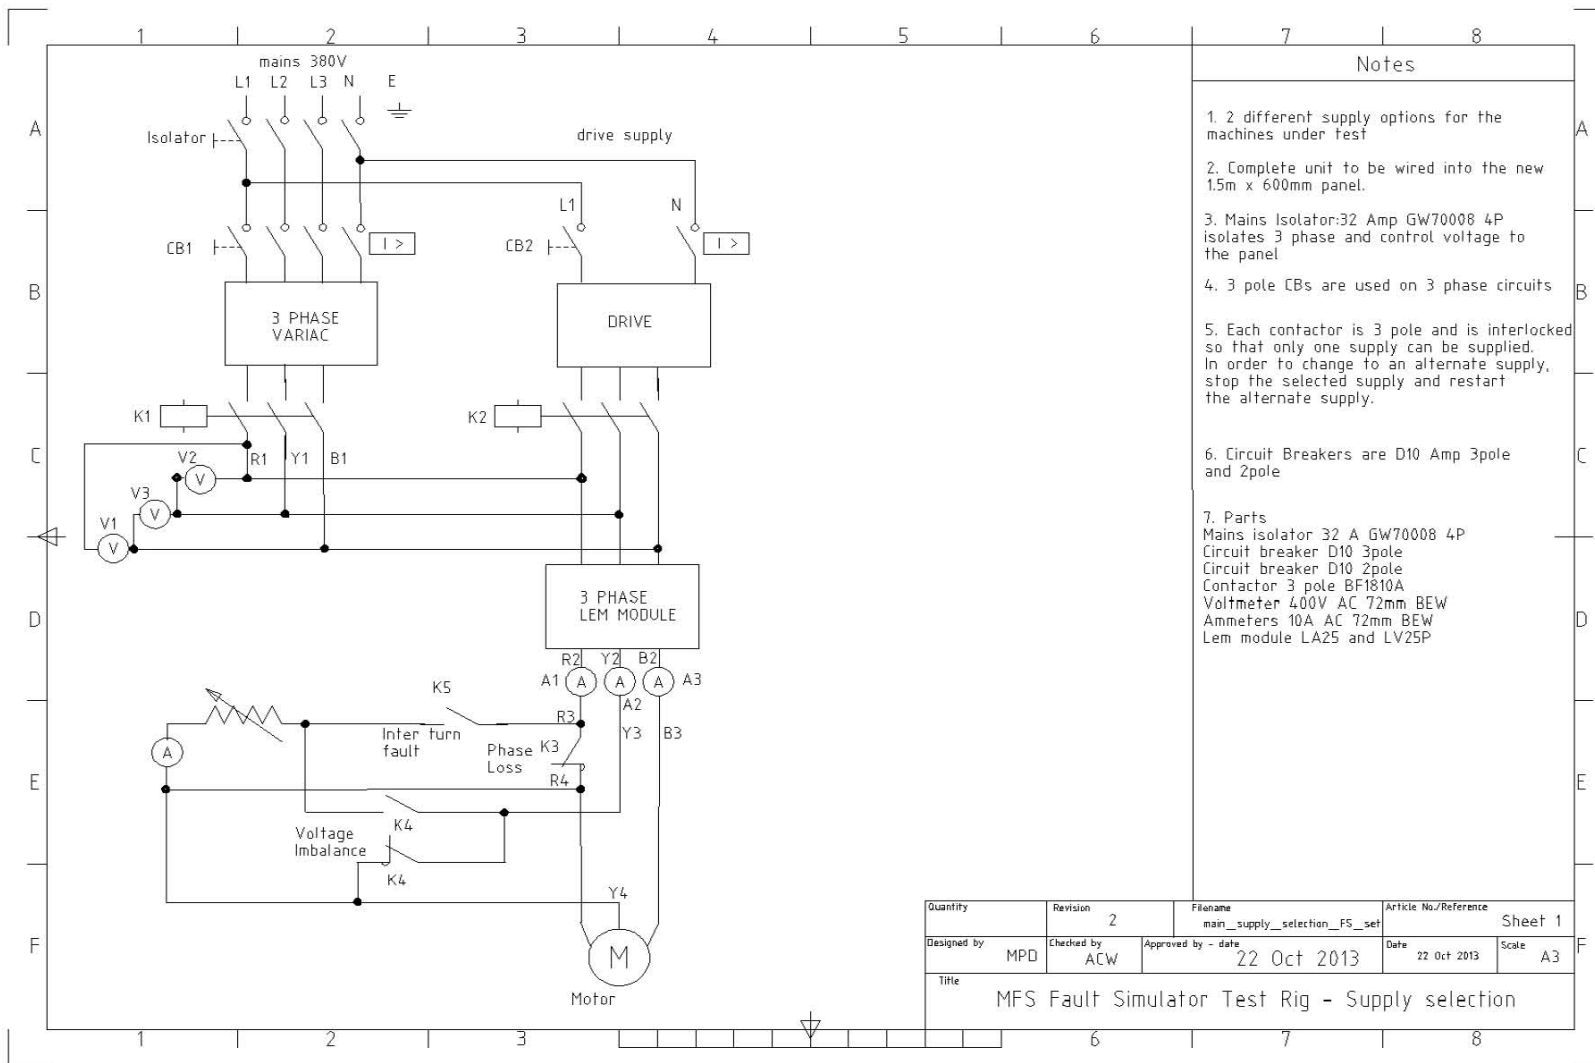 1 2 3 4 5 6 7 8
mains 380V
L1 L2 L3 N E
Isolator
drive supply
L1 N
CB1 I > CB2 I >
3 PHASE
VARIAC
DRIVE
K1 K2
R1 Y1 B1
V2 V
V3 V
V1 V
3 PHASE
LEM MODULE
R2 Y2 B2
A1 A A A A3
A2
K5
R3 Y3 B3
Inter turn
fault
A
Phase
Loss
K3
R4
K4
Voltage
Imbalance
K4
Y4
M
Motor
A
B
C
D
E
F
Notes
1. 2 different supply options for the
machines under test
2. Complete unit to be wired into the new
1.5m x 600mm panel.
3. Mains Isolator:32 Amp GW70008 4P
isolates 3 phase and control voltage to
the panel
4. 3 pole CBs are used on 3 phase circuits
5. Each contactor is 3 pole and is interlocked
so that only one supply can be supplied.
In order to change to an alternate supply,
stop the selected supply and restart
the alternate supply.
6. Circuit Breakers are D10 Amp 3pole
and 2pole
7. Parts
Mains isolator 32 A GW70008 4P
Circuit breaker D10 3pole
Circuit breaker D10 2pole
Contactor 3 pole BF1810A
Voltmeter 400V AC 72mm BEW
Ammeters 10A AC 72mm BEW
Lem module LA25 and LV25P
A
B
C
D
E
F
Quantity
Revision
2
Filename
main_supply_selection_FS_set
Article No./Reference
Sheet 1
Designed by
MPD
Checked by
ACW
Approved by - date
22 Oct 2013
Date
22 Oct 2013
Scale
A3
Title
MFS Fault Simulator Test Rig - Supply selection
1 2 3 6 7 8